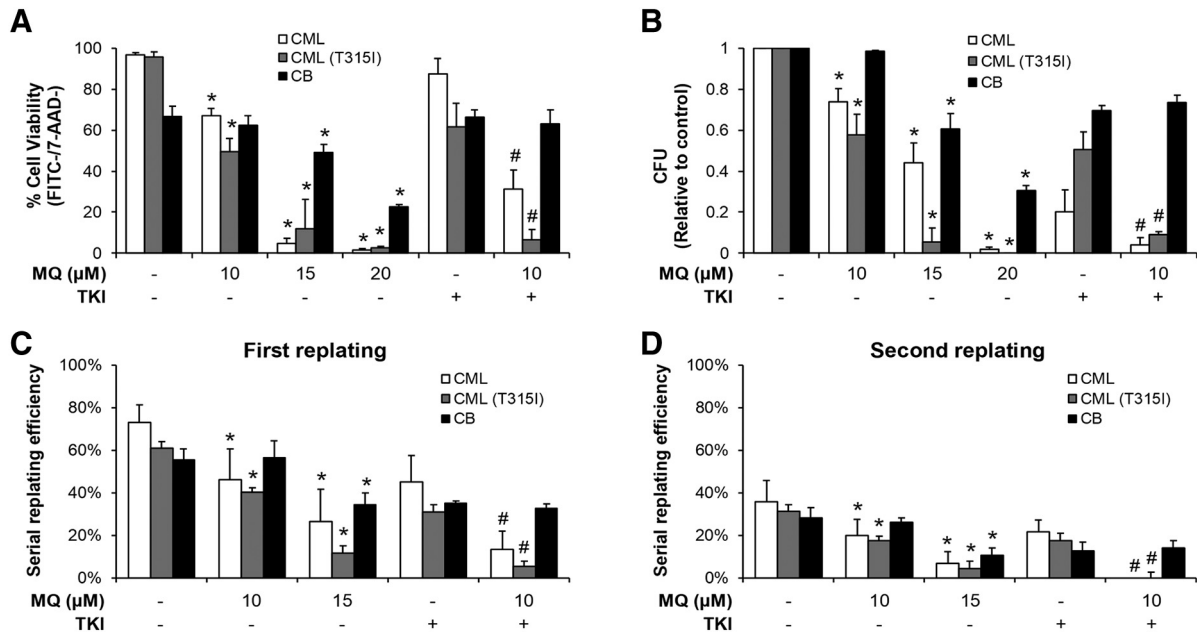 A
% Cell Viability
(FITC-/7-AAD-)
100
80
60
40
20
0
CML
CML (T315I)
CB
* * * * * * * * # #
MQ (µM) - 10 15 20 - 10
TKI - - - - + +
B
CFU
(Relative to control)
1
0.8
0.6
0.4
0.2
0
CML
CML (T315I)
CB
* * * * * * * * # #
MQ (µM) - 10 15 20 - 10
TKI - - - - + +
C
First replating
Serial replating efficiency
100%
80%
60%
40%
20%
0%
CML
CML (T315I)
CB
* * * * * # #
MQ (µM) - 10 15 - 10
TKI - - - + +
D
Second replating
Serial replating efficiency
100%
80%
60%
40%
20%
0%
CML
CML (T315I)
CB
* * * * * # #
MQ (µM) - 10 15 - 10
TKI - - - + +